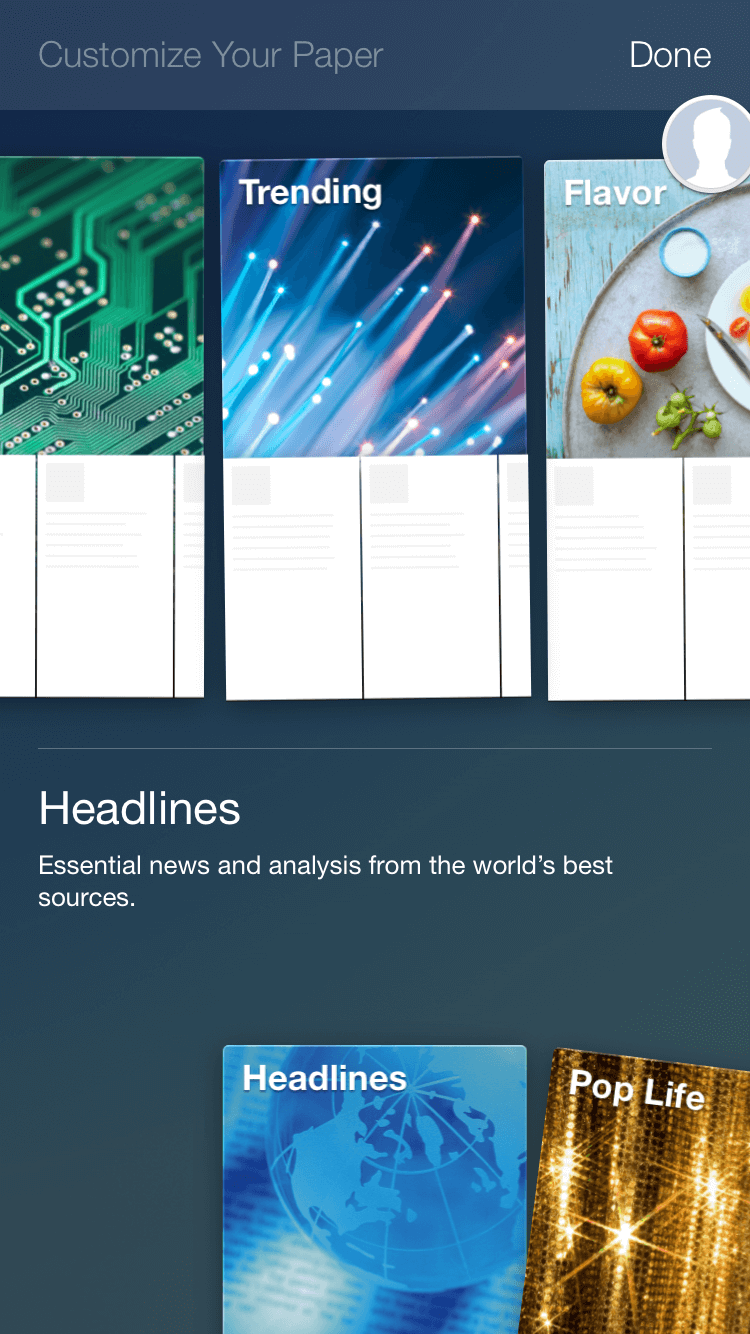 Customize Your Paper
Done
Trending
Flavor
Headlines
Essential news and analysis from the world’s best
sources.
Headlines
Pop Life